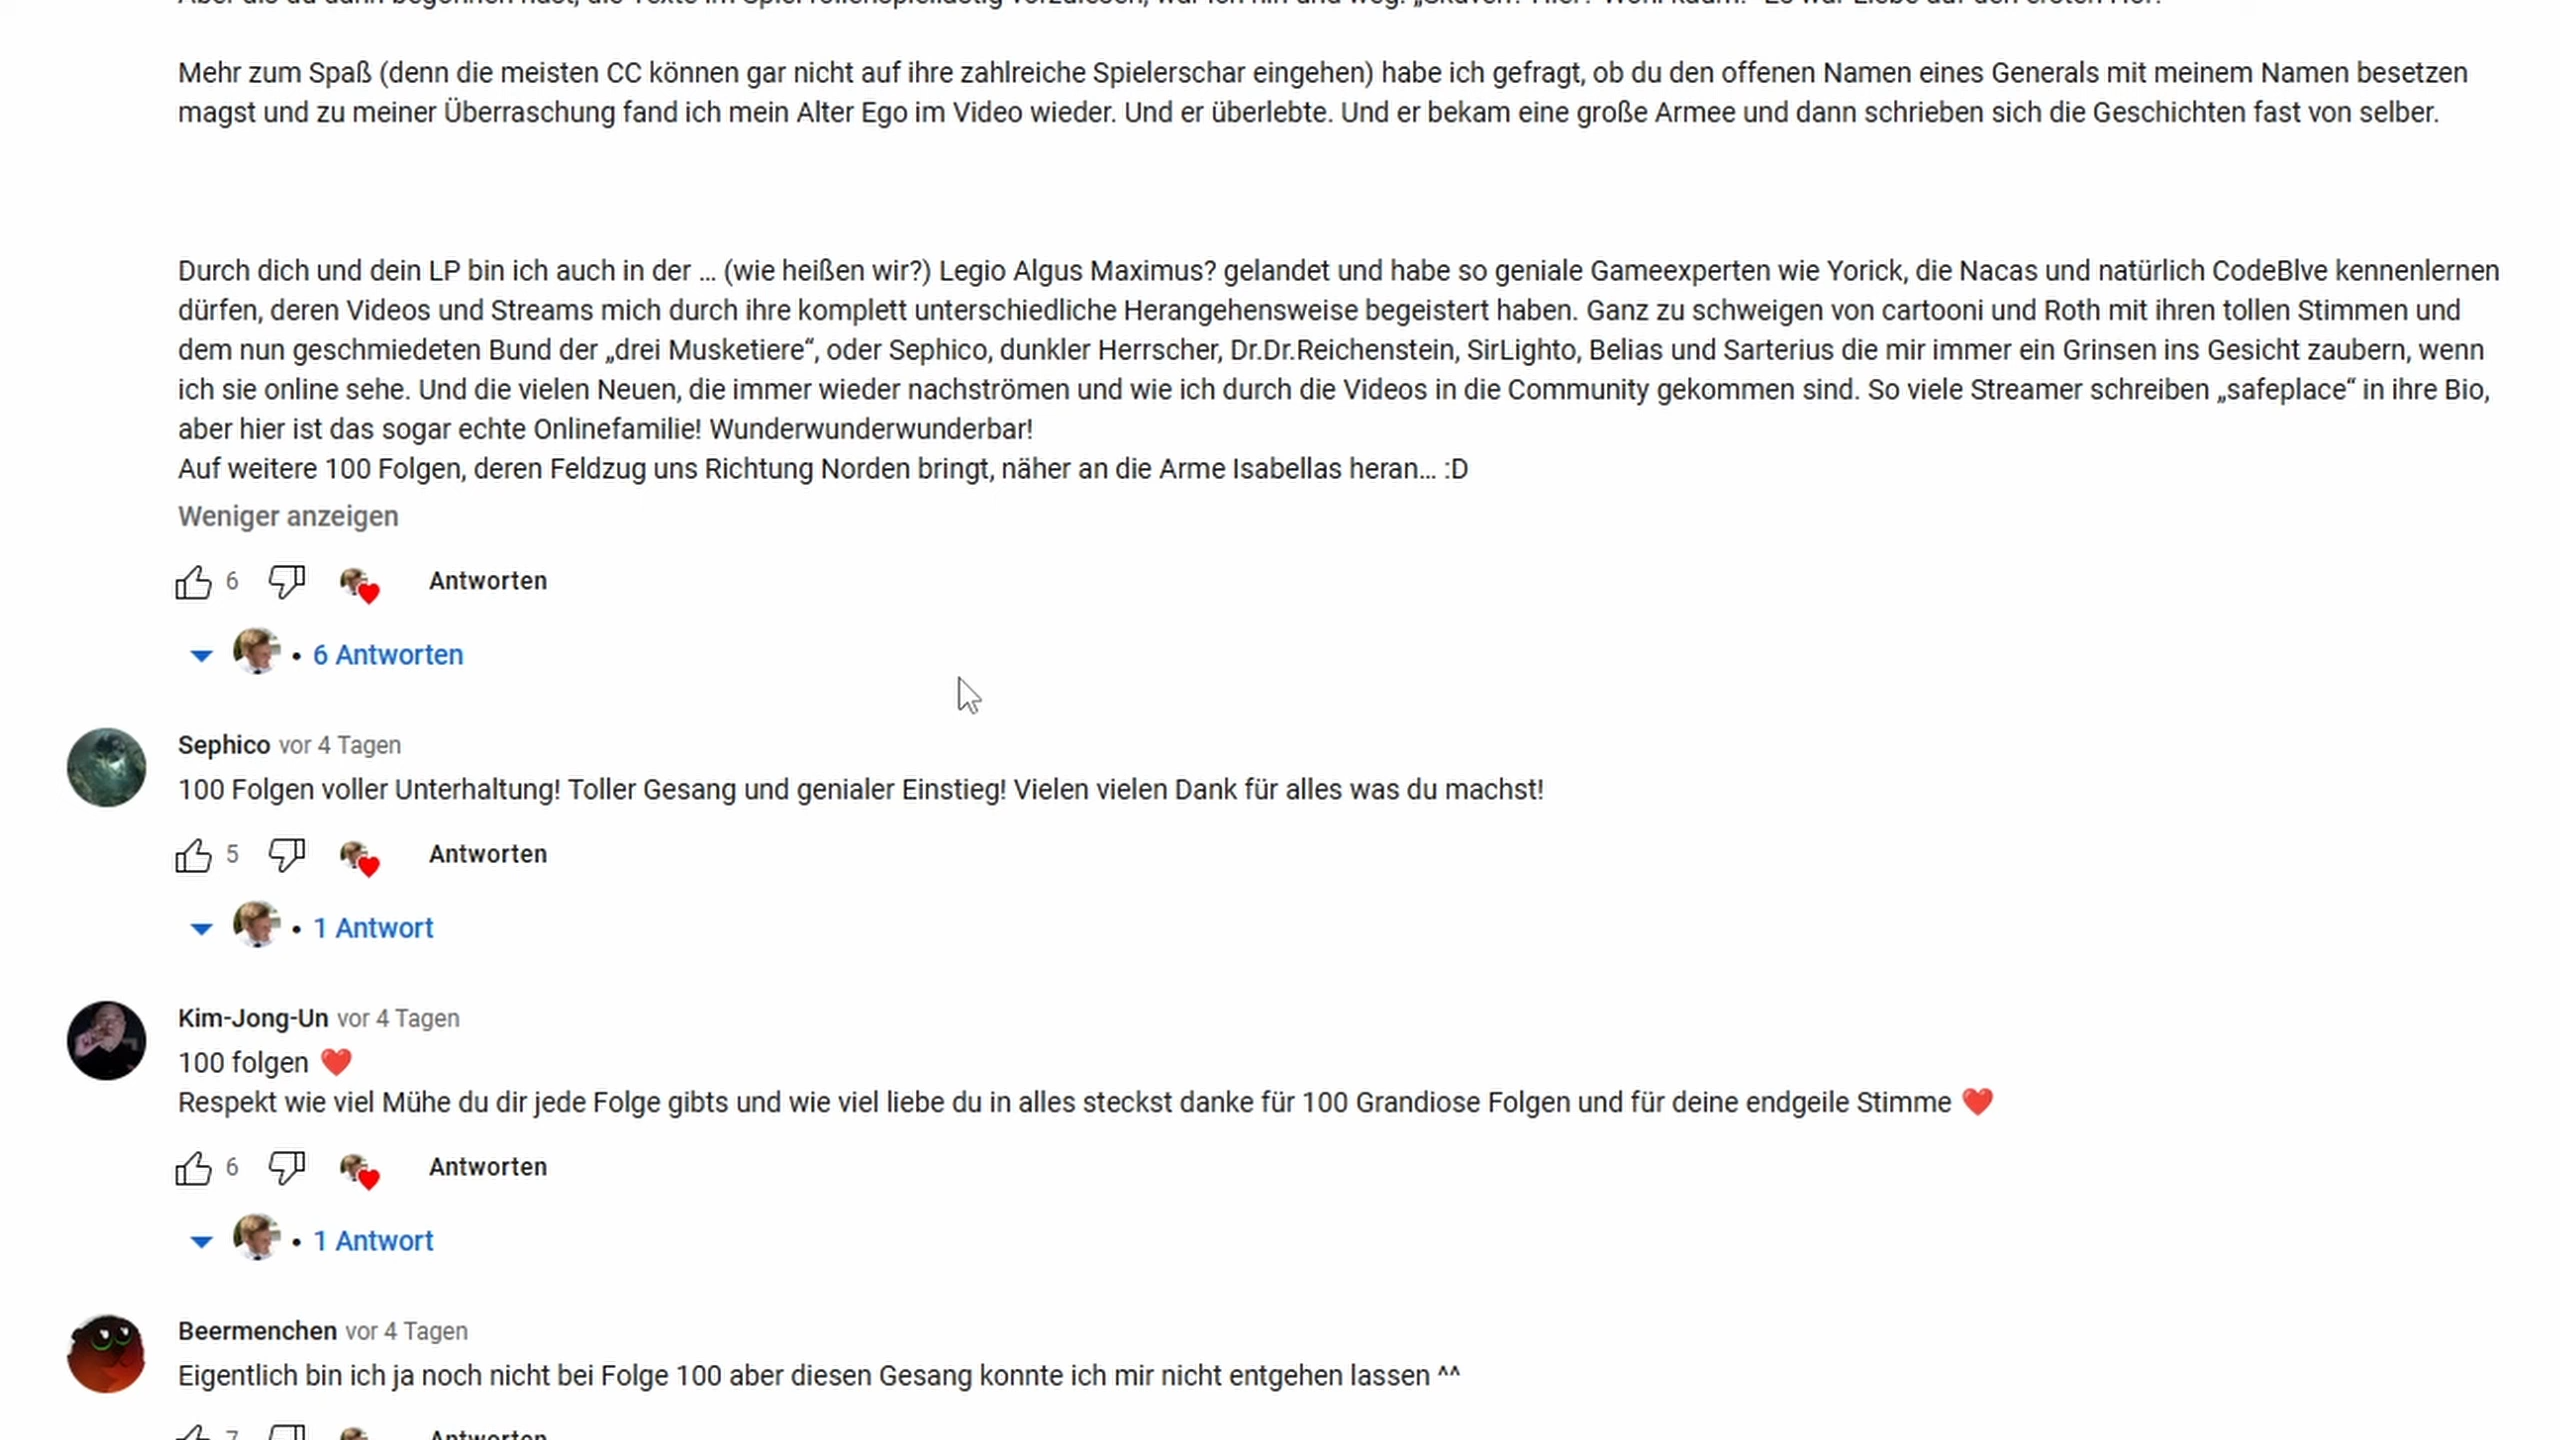 Mehr zum Spaß (denn die meisten CC können gar nicht auf ihre zahlreiche Spielerschar eingehen) habe ich gefragt, ob du den offenen Namen eines Generals mit meinem Namen besetzen
magst und zu meiner Überraschung fand ich mein Alter Ego im Video wieder. Und er überlebte. Und er bekam eine große Armee und dann schrieben sich die Geschichten fast von selber.
Durch dich und dein LP bin ich auch in der ... (wie heißen wir?) Legio Algus Maximus? gelandet und habe so geniale Gameexperten wie Yorick, die Nacas und natürlich CodeBlve kennenlernen
dürfen, deren Videos und Streams mich durch ihre komplett unterschiedliche Herangehensweise begeistert haben. Ganz zu schweigen von cartooni und Roth mit ihren tollen Stimmen und
dem nun geschmiedeten Bund der „drei Musketiere“, oder Sephico, dunkler Herrscher, Dr.Dr.Reichenstein, SirLighto, Belias und Sarterius die mir immer ein Grinsen ins Gesicht zaubern, wenn
ich sie online sehe. Und die vielen Neuen, die immer wieder nachströmen und wie ich durch die Videos in die Community gekommen sind. So viele Streamer schreiben „safeplace“ in ihre Bio,
aber hier ist das sogar echte Onlinefamilie! Wunderwunderwunderbar!
Auf weitere 100 Folgen, deren Feldzug uns Richtung Norden bringt, näher an die Arme Isabellas heran... :D
Weniger anzeigen
6 Antworten
• 6 Antworten
Sephico vor 4 Tagen
100 Folgen voller Unterhaltung! Toller Gesang und genialer Einstieg! Vielen vielen Dank für alles was du machst!
5 Antworten
• 1 Antwort
Kim-Jong-Un vor 4 Tagen
100 folgen ❤️
Respekt wie viel Mühe du dir jede Folge gibts und wie viel liebe du in alles steckst danke für 100 Grandiose Folgen und für deine endgeile Stimme ❤️
6 Antworten
• 1 Antwort
Beermenchen vor 4 Tagen
Eigentlich bin ich ja noch nicht bei Folge 100 aber diesen Gesang konnte ich mir nicht entgehen lassen ^^
7 Antworten